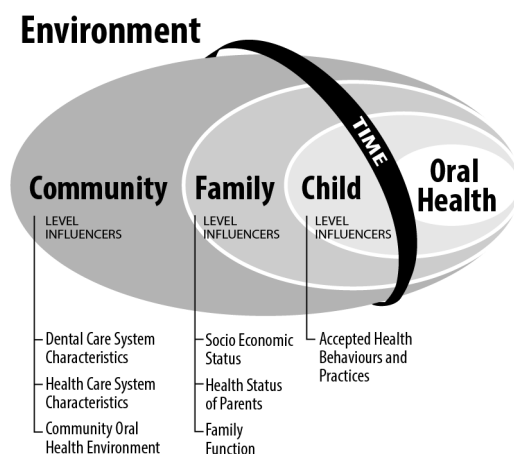 Environment
TIME
Community
Family
Child
Oral
Health
LEVEL
INFLUENCERS
LEVEL
INFLUENCERS
LEVEL
INFLUENCERS
Dental Care System
Characteristics
Health Care System
Characteristics
Community Oral
Health Environment
Socio Economic
Status
Health Status
of Parents
Family
Function
Accepted Health
Behaviours and
Practices